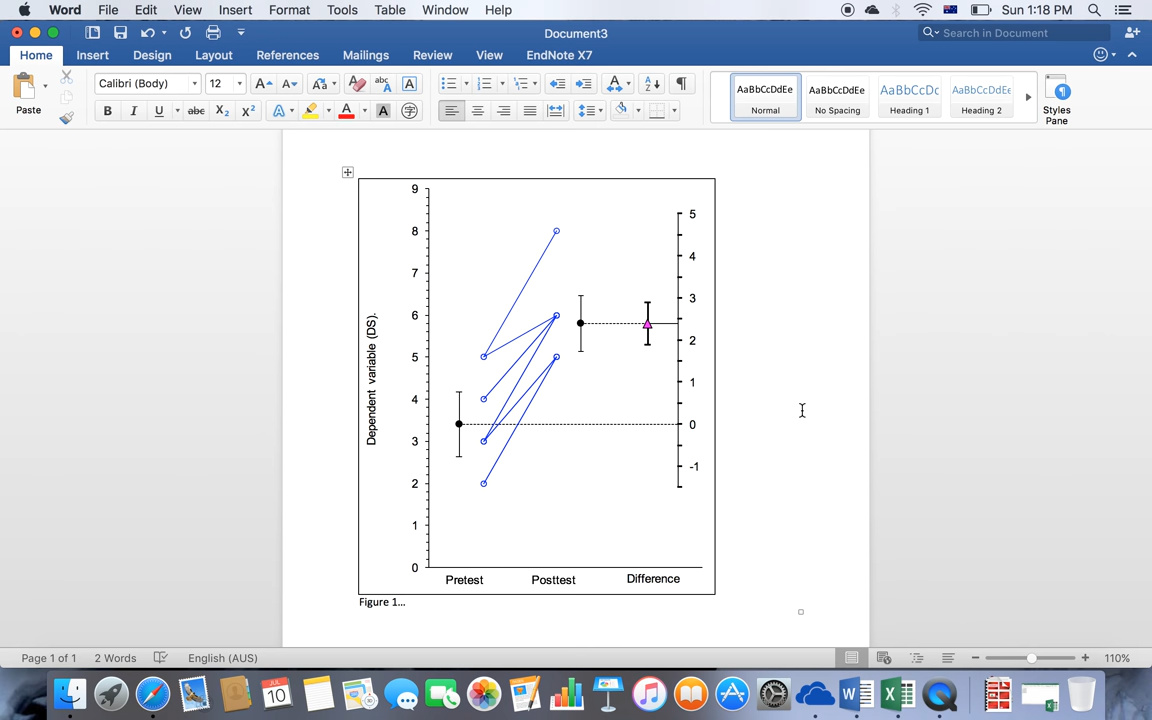 Word File Edit View Insert Format Tools Table Window Help Sun 1:18 PM
Document3
Search in Document
Home Insert Design Layout References Mailings Review View EndNote X7
Paste
Calibri (Body) 12
AaBbCcDdEe AaBbCcDdEe AaBbCcDc AaBbCcDdEe
Normal No Spacing Heading 1 Heading 2
Styles Pane
Dependent variable (DS).
9
8
7
6
5
4
3
2
1
0
5
4
3
2
1
0
-1
Pretest Posttest Difference
Figure 1...
Page 1 of 1 2 Words English (AUS) 110%
JUL
10